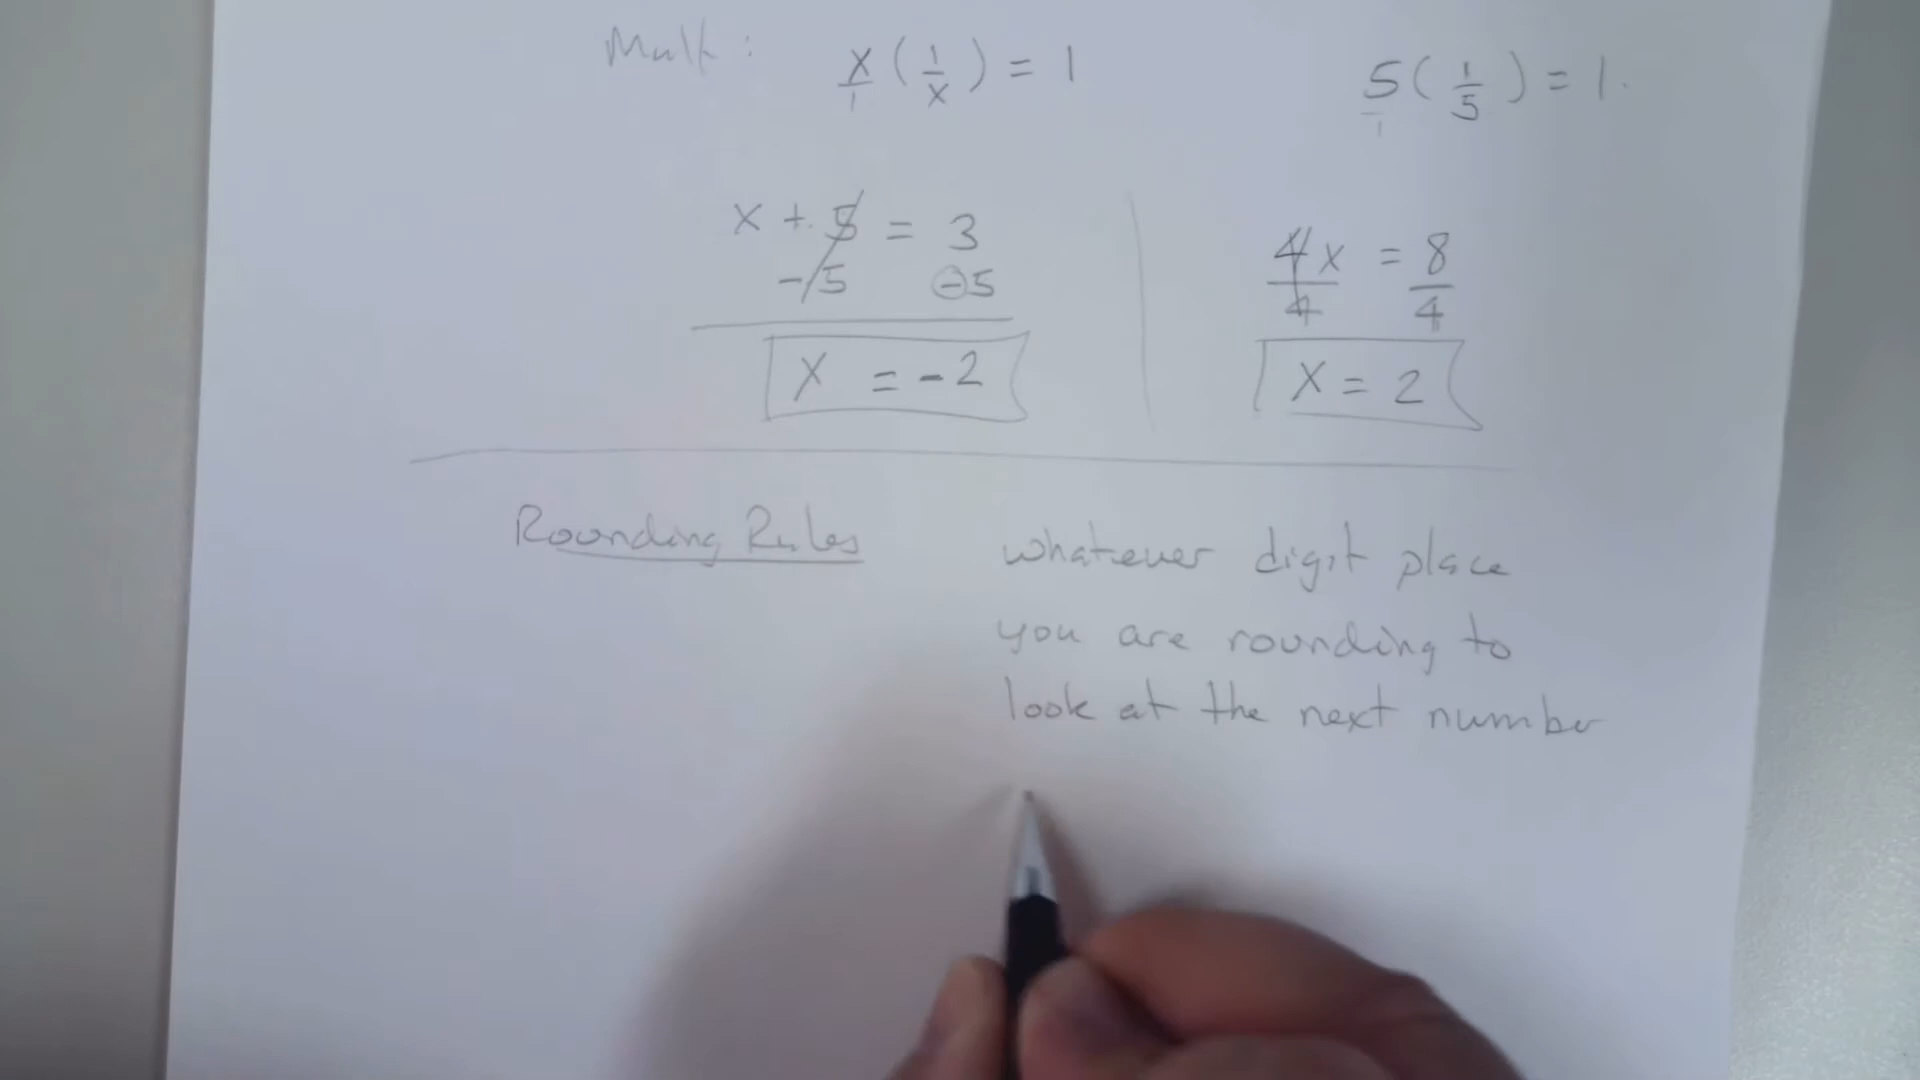 Mult: x/1 (1/x) = 1 5/1 (1/5) = 1.
x + 5 = 3
-5 -5
x = -2
4x/4 = 8/4
x = 2
Rounding Rules
whatever digit place
you are rounding to
look at the next number